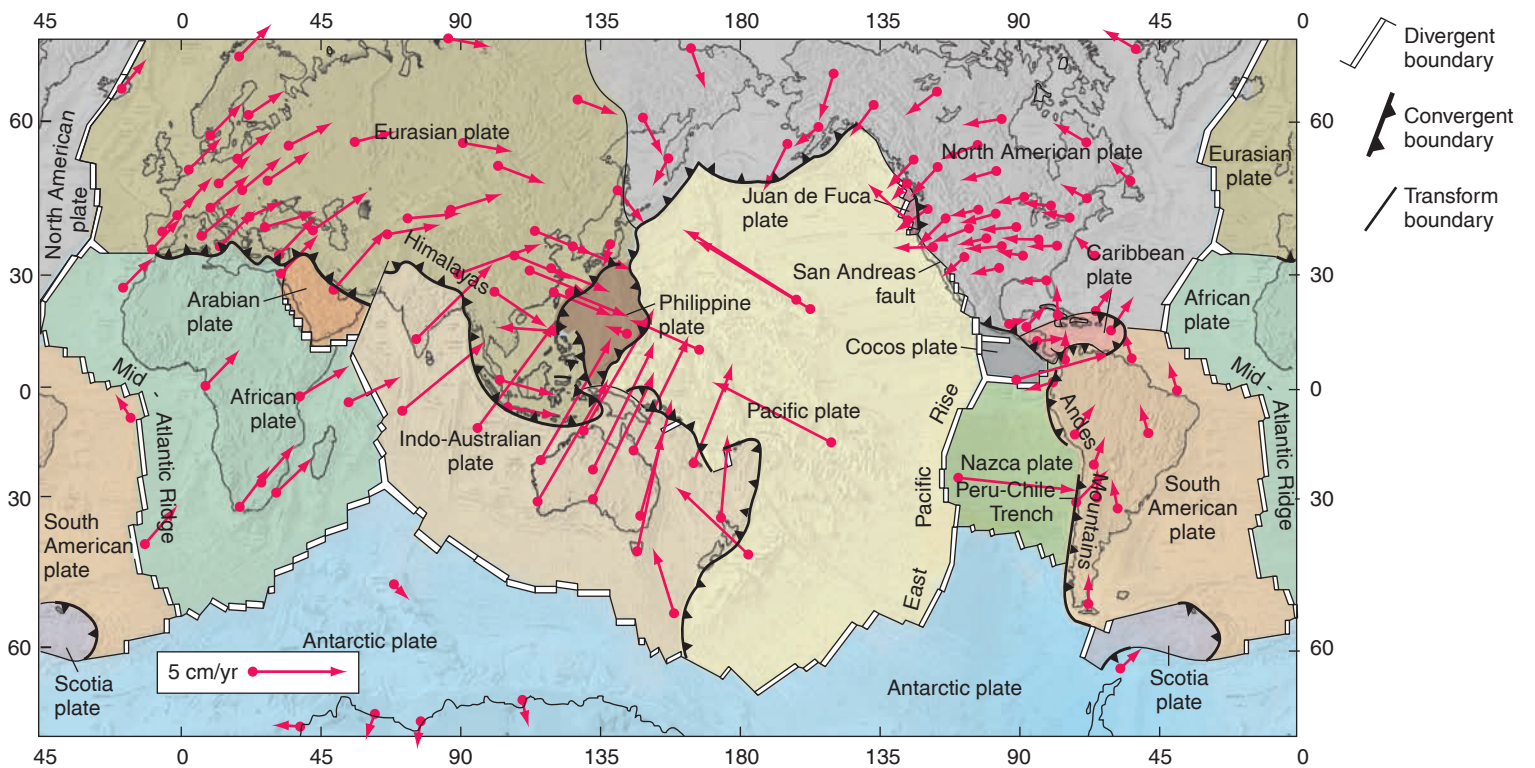 45 0 45 90 135 180 135 90 45 0
Divergent
boundary
Convergent
boundary
Transform
boundary
60
30
0
30
60
60
30
0
30
60
North American
plate
Eurasian plate
North American plate
Eurasian
plate
Juan de Fuca
plate
Himalayas
San Andreas
fault
Caribbean
plate
Arabian
plate
Philippine
plate
African
plate
Cocos plate
Mid - Atlantic Ridge
African
plate
Indo-Australian
plate
Pacific plate
East Pacific Rise
Andes Mountains
Mid - Atlantic Ridge
Nazca plate
Peru-Chile
Trench
South
American
plate
South
American
plate
Antarctic plate
5 cm/yr
Scotia
plate
Antarctic plate
Scotia
plate
45 0 45 90 135 180 135 90 45 0